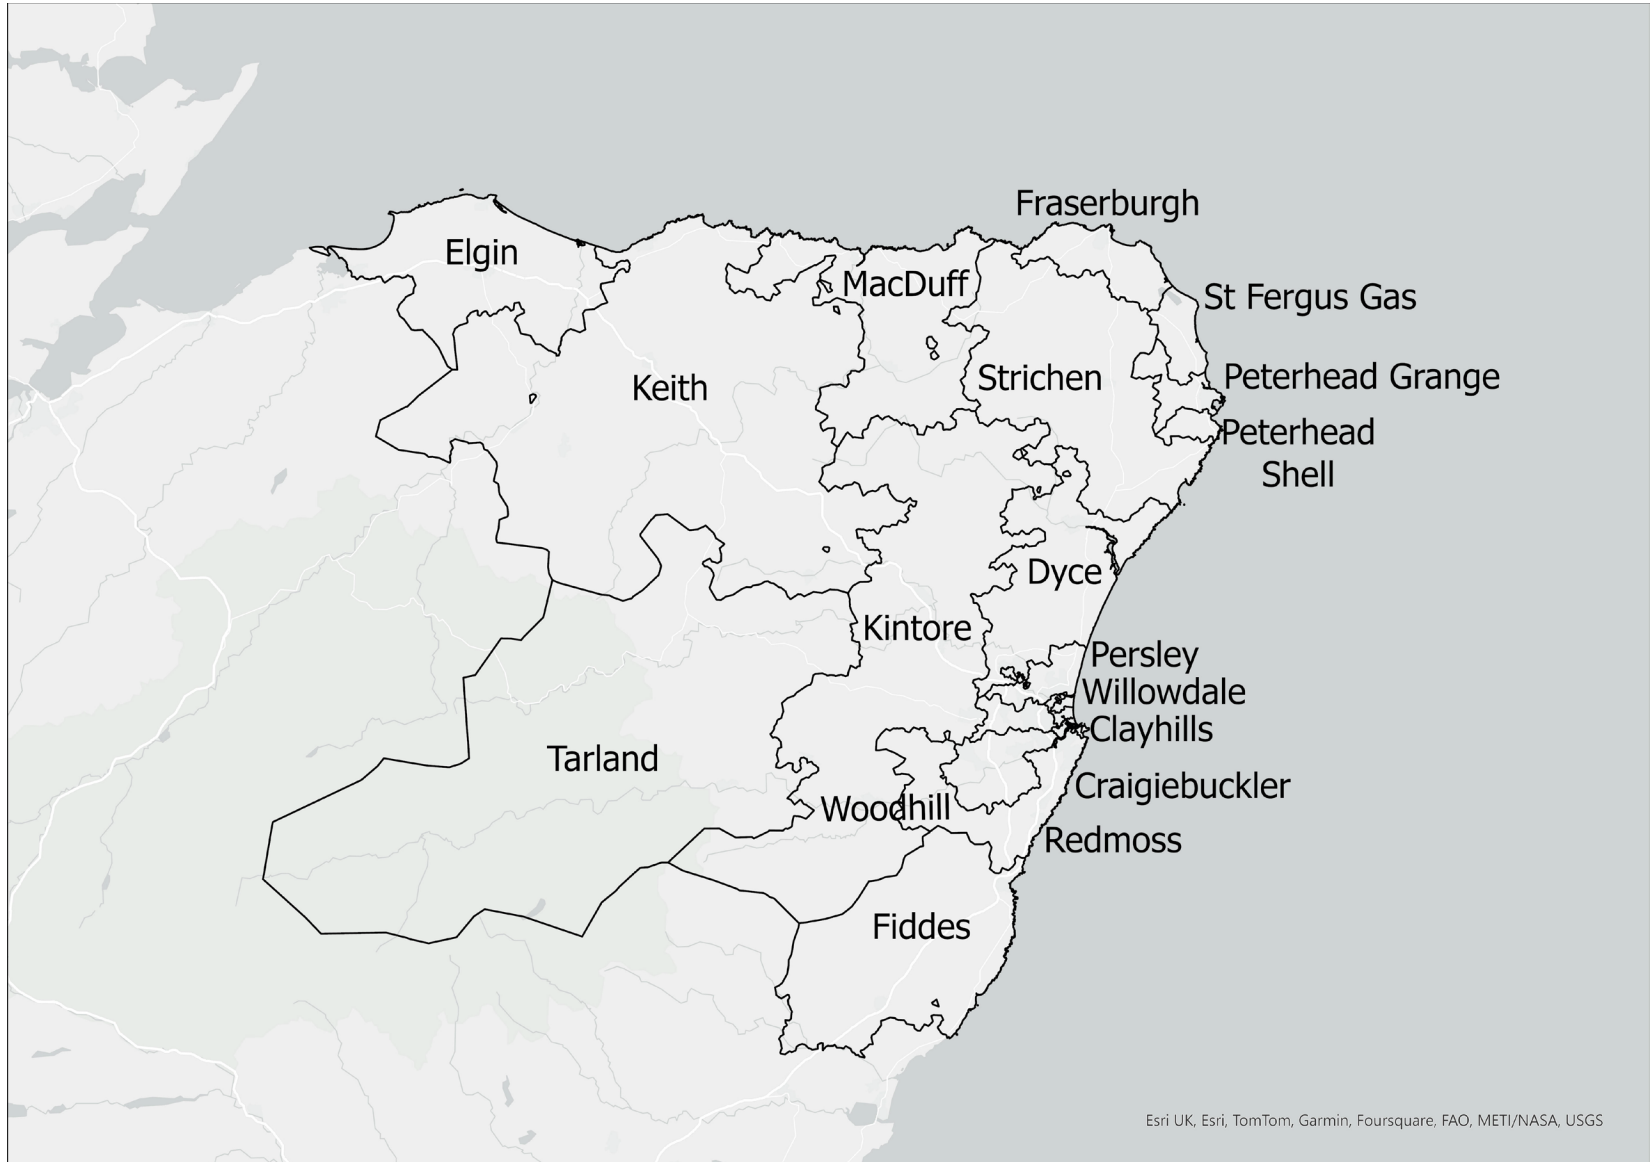 Fraserburgh
Elgin
MacDuff
St Fergus Gas
Keith
Strichen
Peterhead Grange
Peterhead
Shell
Dyce
Kintore
Persley
Willowdale
Clayhills
Tarland
Craigiebuckler
Woodhill
Redmoss
Fiddes
Esri UK, Esri, TomTom, Garmin, Foursquare, FAO, METI/NASA, USGS